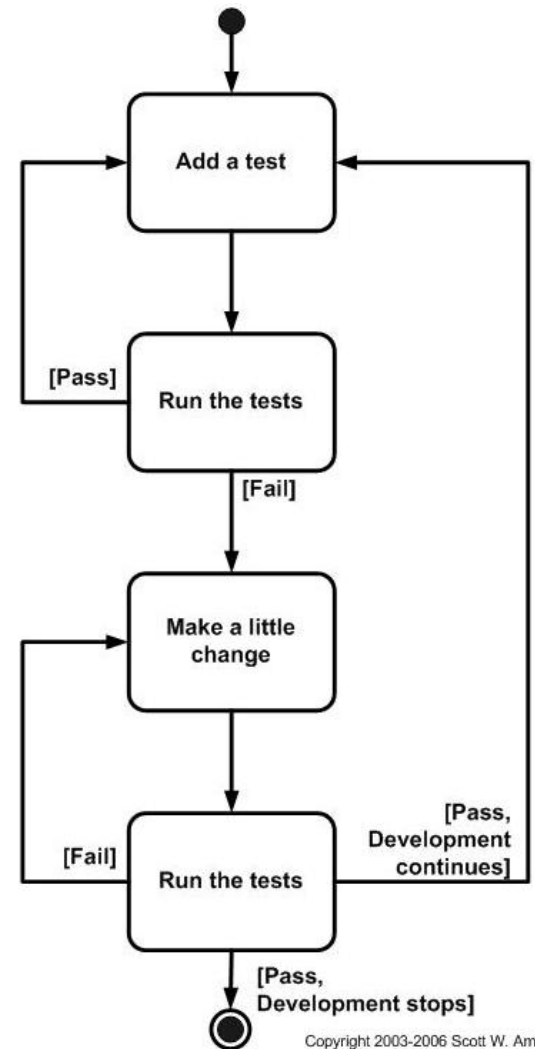 Add a test
[Pass]
Run the tests
[Fail]
Make a little
change
[Pass,
Development
continues]
[Fail]
Run the tests
[Pass,
Development stops]
Copyright 2003-2006 Scott W. Am